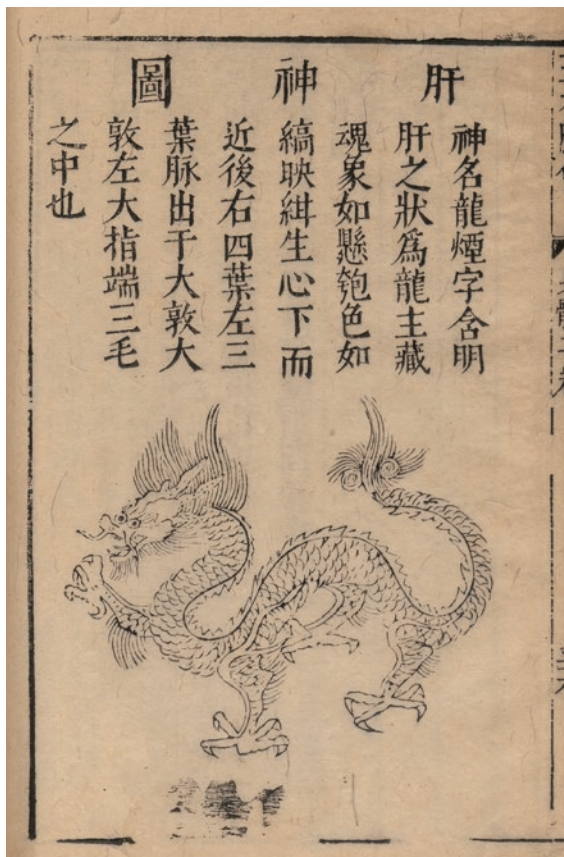 肝神圖
神名龍煙字含明
肝之狀為龍主藏
魂象如懸匏色如
縞映紺生心下而
近後右四葉左三
葉脉出于大敦大
敦左大指端三毛
之中也